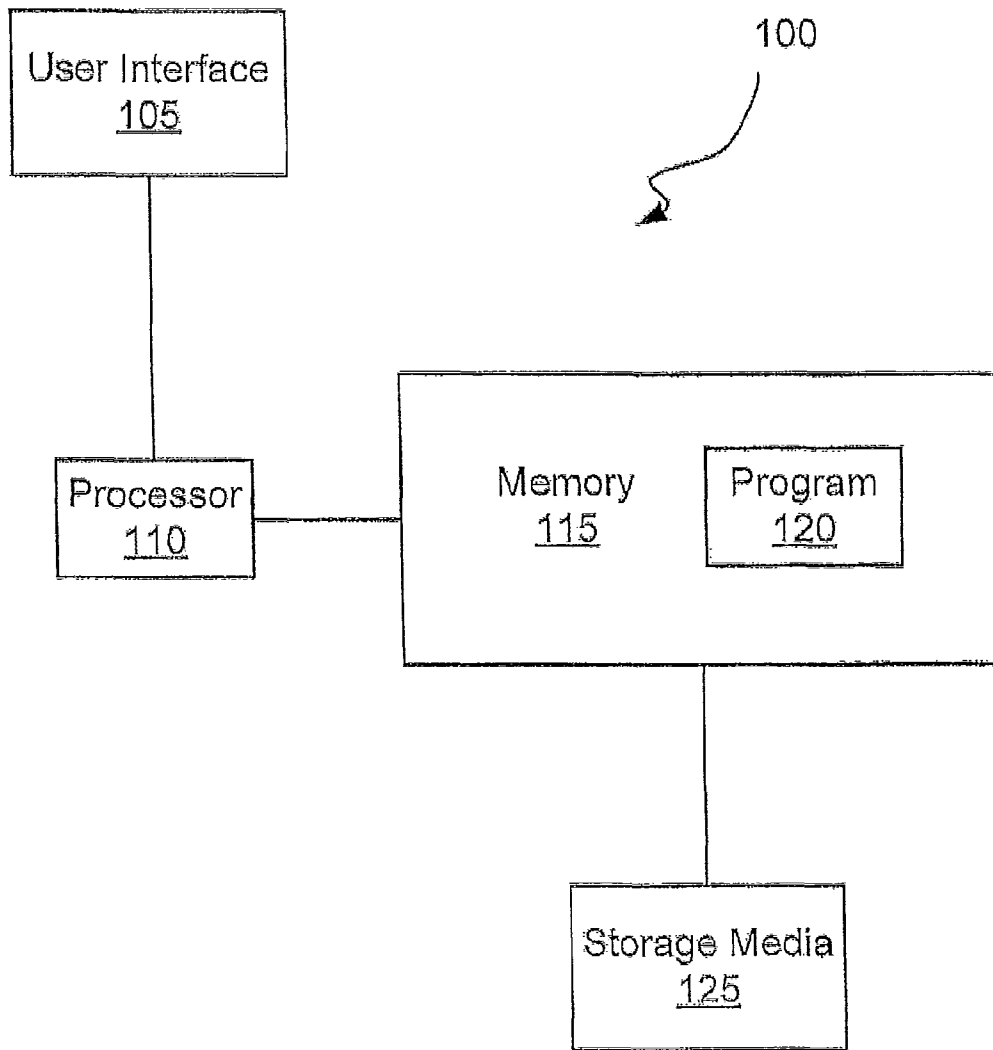 100
User Interface
105
Processor
110
Memory
115
Program
120
Storage Media
125